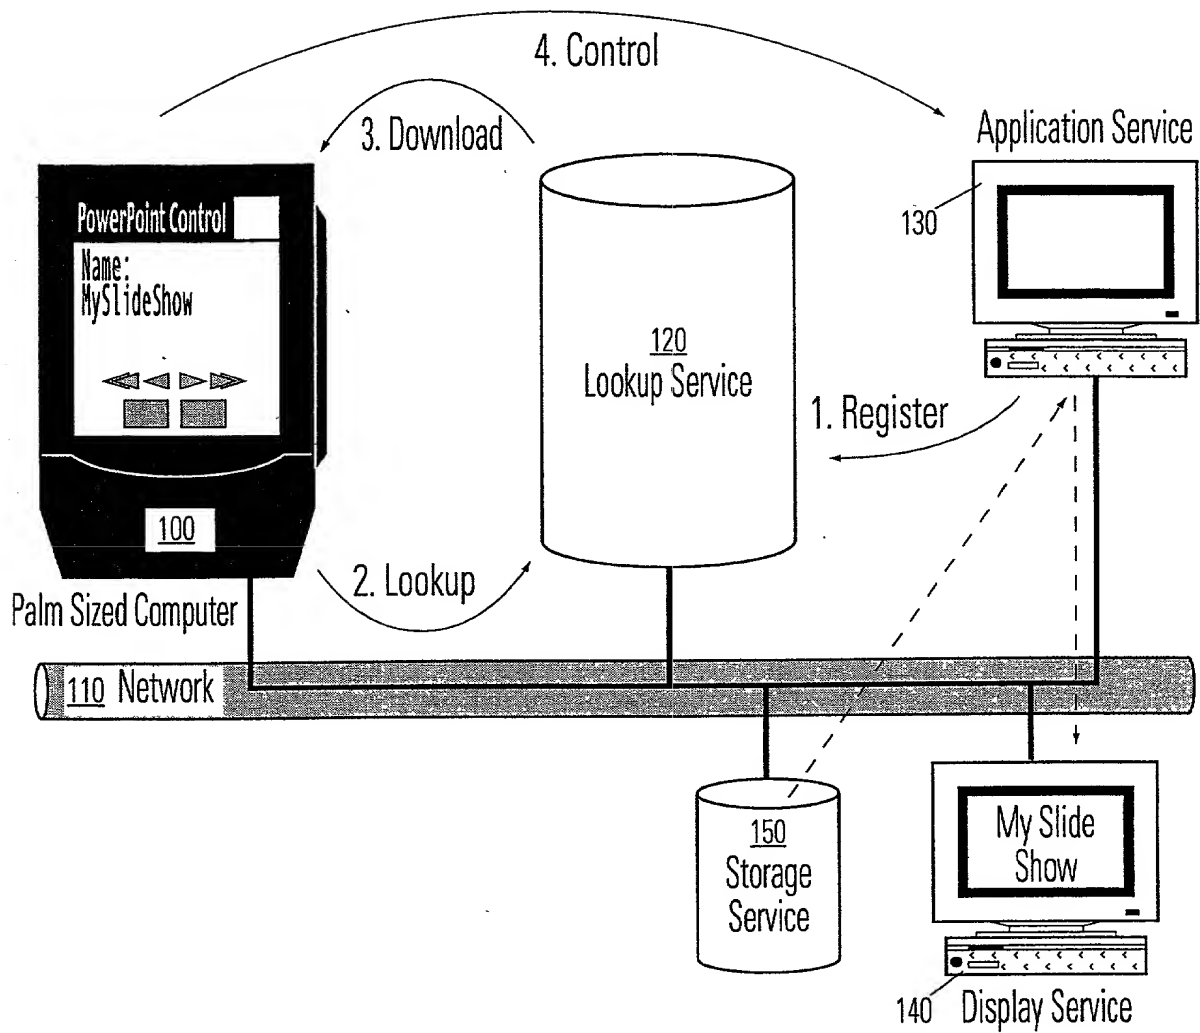 4. Control
3. Download
Application Service
130
PowerPoint Control
Name:
MySlideShow
120
Lookup Service
1. Register
100
2. Lookup
Palm Sized Computer
110 Network
150
Storage
Service
My Slide
Show
140
Display Service